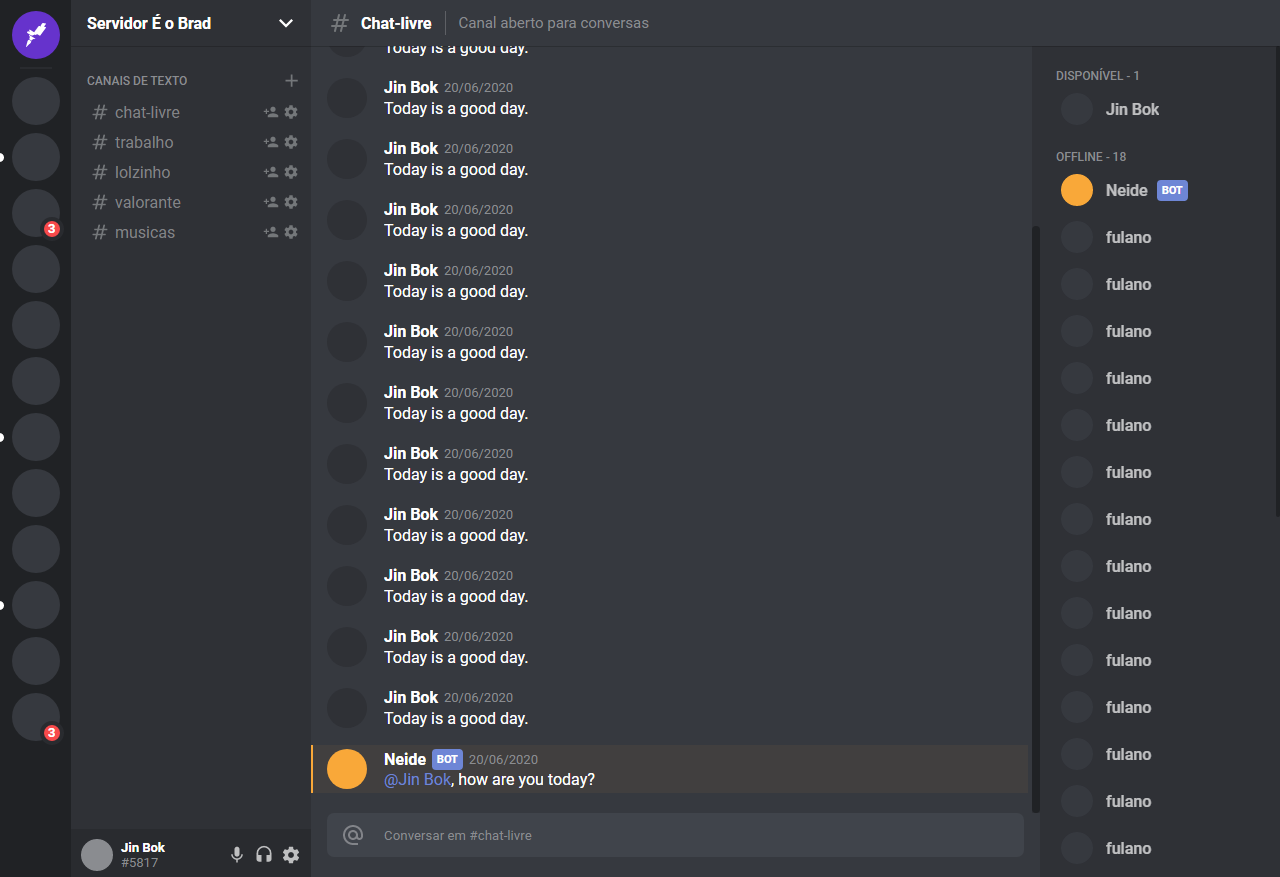 Servidor É o Brad
CANAIS DE TEXTO
chat-livre
trabalho
lolzinho
valorante
musicas
3
3
Jin Bok
#5817
Chat-livre
Canal aberto para conversas
Today is a good day.
Jin Bok 20/06/2020
Today is a good day.
Jin Bok 20/06/2020
Today is a good day.
Jin Bok 20/06/2020
Today is a good day.
Jin Bok 20/06/2020
Today is a good day.
Jin Bok 20/06/2020
Today is a good day.
Jin Bok 20/06/2020
Today is a good day.
Jin Bok 20/06/2020
Today is a good day.
Jin Bok 20/06/2020
Today is a good day.
Jin Bok 20/06/2020
Today is a good day.
Jin Bok 20/06/2020
Today is a good day.
Jin Bok 20/06/2020
Today is a good day.
Neide BOT 20/06/2020
@Jin Bok, how are you today?
Conversar em #chat-livre
DISPONÍVEL - 1
Jin Bok
OFFLINE - 18
Neide BOT
fulano
fulano
fulano
fulano
fulano
fulano
fulano
fulano
fulano
fulano
fulano
fulano
fulano
fulano